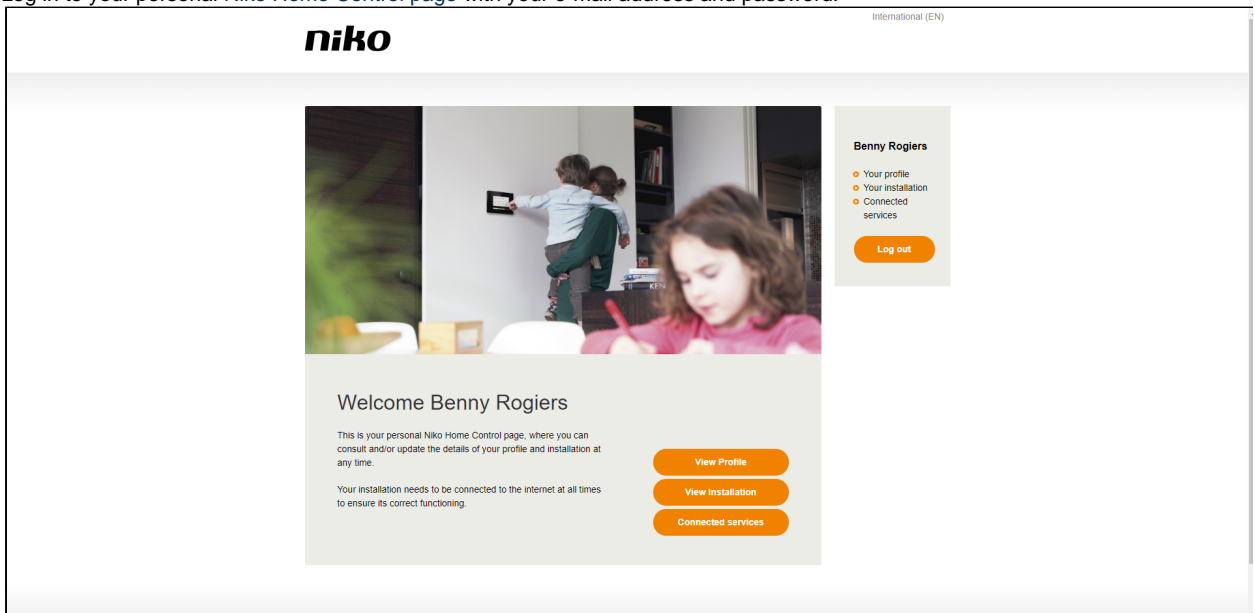 Log in to your personal Niko Home Control page with your e-mail address and password.
International (EN)
niko
Benny Rogiers
Your profile
Your installation
Connected
services
Log out
KEN
Welcome Benny Rogiers
This is your personal Niko Home Control page, where you can
consult and/or update the details of your profile and installation at
any time.
Your installation needs to be connected to the internet at all times
to ensure its correct functioning.
View Profile
View Installation
Connected services